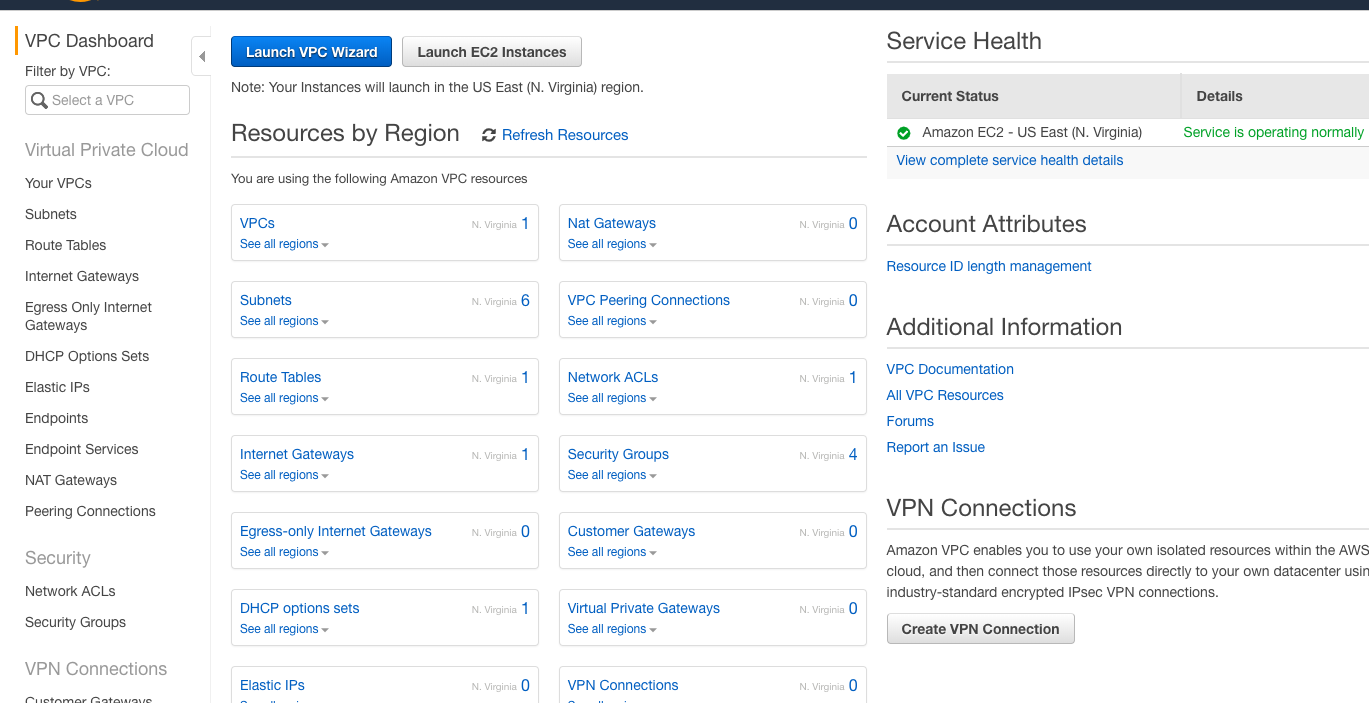 VPC Dashboard
Filter by VPC:
Select a VPC
Virtual Private Cloud
Your VPCs
Subnets
Route Tables
Internet Gateways
Egress Only Internet
Gateways
DHCP Options Sets
Elastic IPs
Endpoints
Endpoint Services
NAT Gateways
Peering Connections
Security
Network ACLs
Security Groups
VPN Connections
Customer Gateways
Launch VPC Wizard
Launch EC2 Instances
Note: Your Instances will launch in the US East (N. Virginia) region.
Resources by Region
Refresh Resources
You are using the following Amazon VPC resources
VPCs N. Virginia 1
See all regions
Nat Gateways N. Virginia 0
See all regions
Subnets N. Virginia 6
See all regions
VPC Peering Connections N. Virginia 0
See all regions
Route Tables N. Virginia 1
See all regions
Network ACLs N. Virginia 1
See all regions
Internet Gateways N. Virginia 1
See all regions
Security Groups N. Virginia 4
See all regions
Egress-only Internet Gateways N. Virginia 0
See all regions
Customer Gateways N. Virginia 0
See all regions
DHCP options sets N. Virginia 1
See all regions
Virtual Private Gateways N. Virginia 0
See all regions
Elastic IPs N. Virginia 0
VPN Connections N. Virginia 0
Service Health
Current Status Details
Amazon EC2 - US East (N. Virginia) Service is operating normally
View complete service health details
Account Attributes
Resource ID length management
Additional Information
VPC Documentation
All VPC Resources
Forums
Report an Issue
VPN Connections
Amazon VPC enables you to use your own isolated resources within the AWS
cloud, and then connect those resources directly to your own datacenter usin
industry-standard encrypted IPsec VPN connections.
Create VPN Connection